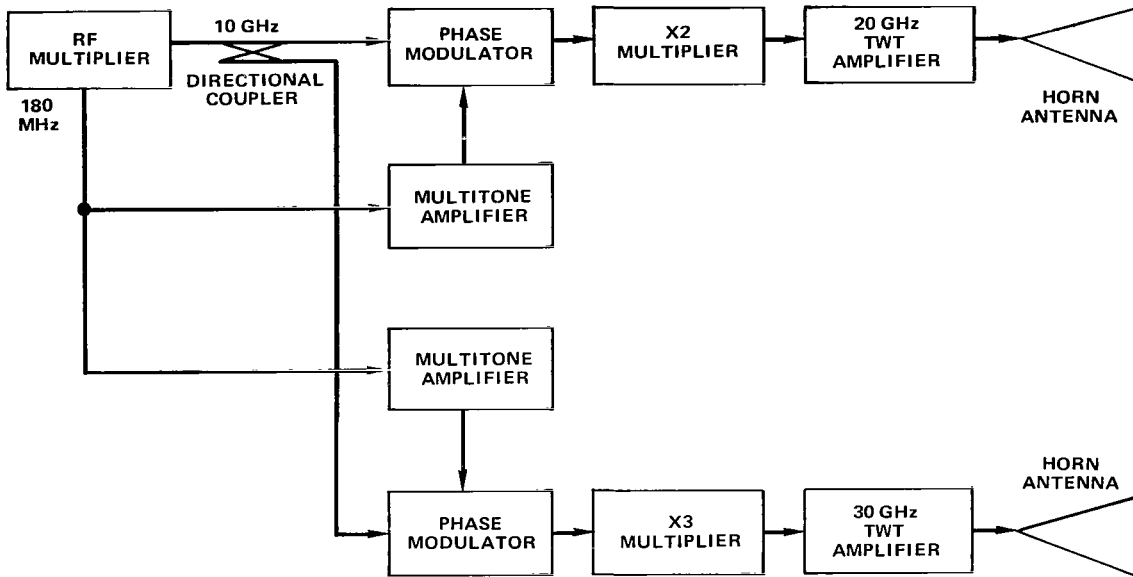 RF
MULTIPLIER
10 GHz
DIRECTIONAL
COUPLER
180
MHz
PHASE
MODULATOR
X2
MULTIPLIER
20 GHz
TWT
AMPLIFIER
HORN
ANTENNA
MULTITONE
AMPLIFIER
MULTITONE
AMPLIFIER
PHASE
MODULATOR
X3
MULTIPLIER
30 GHz
TWT
AMPLIFIER
HORN
ANTENNA